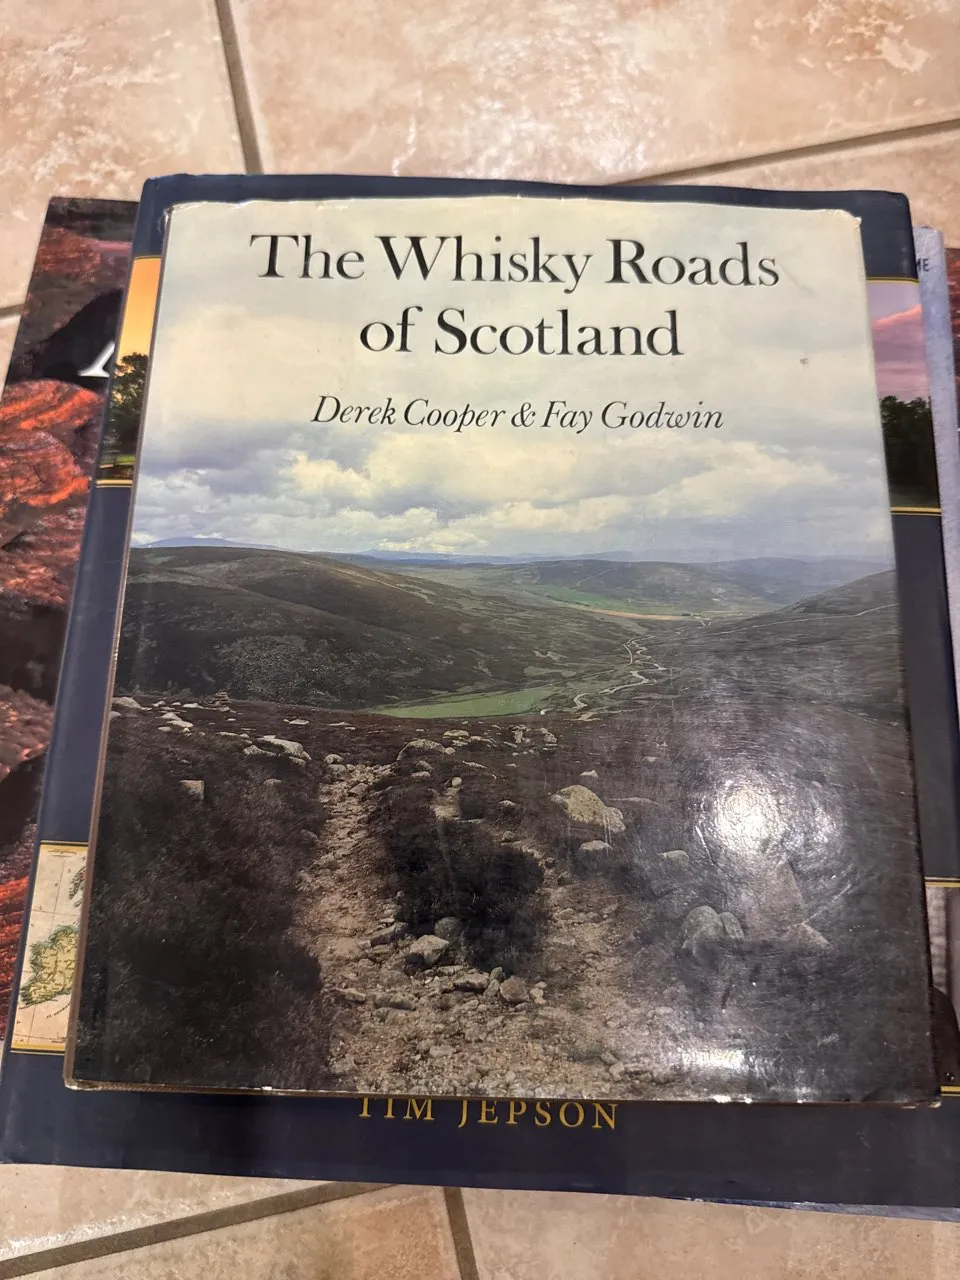 The Whisky Roads
of Scotland
Derek Cooper & Fay Godwin
TIM JEPSON